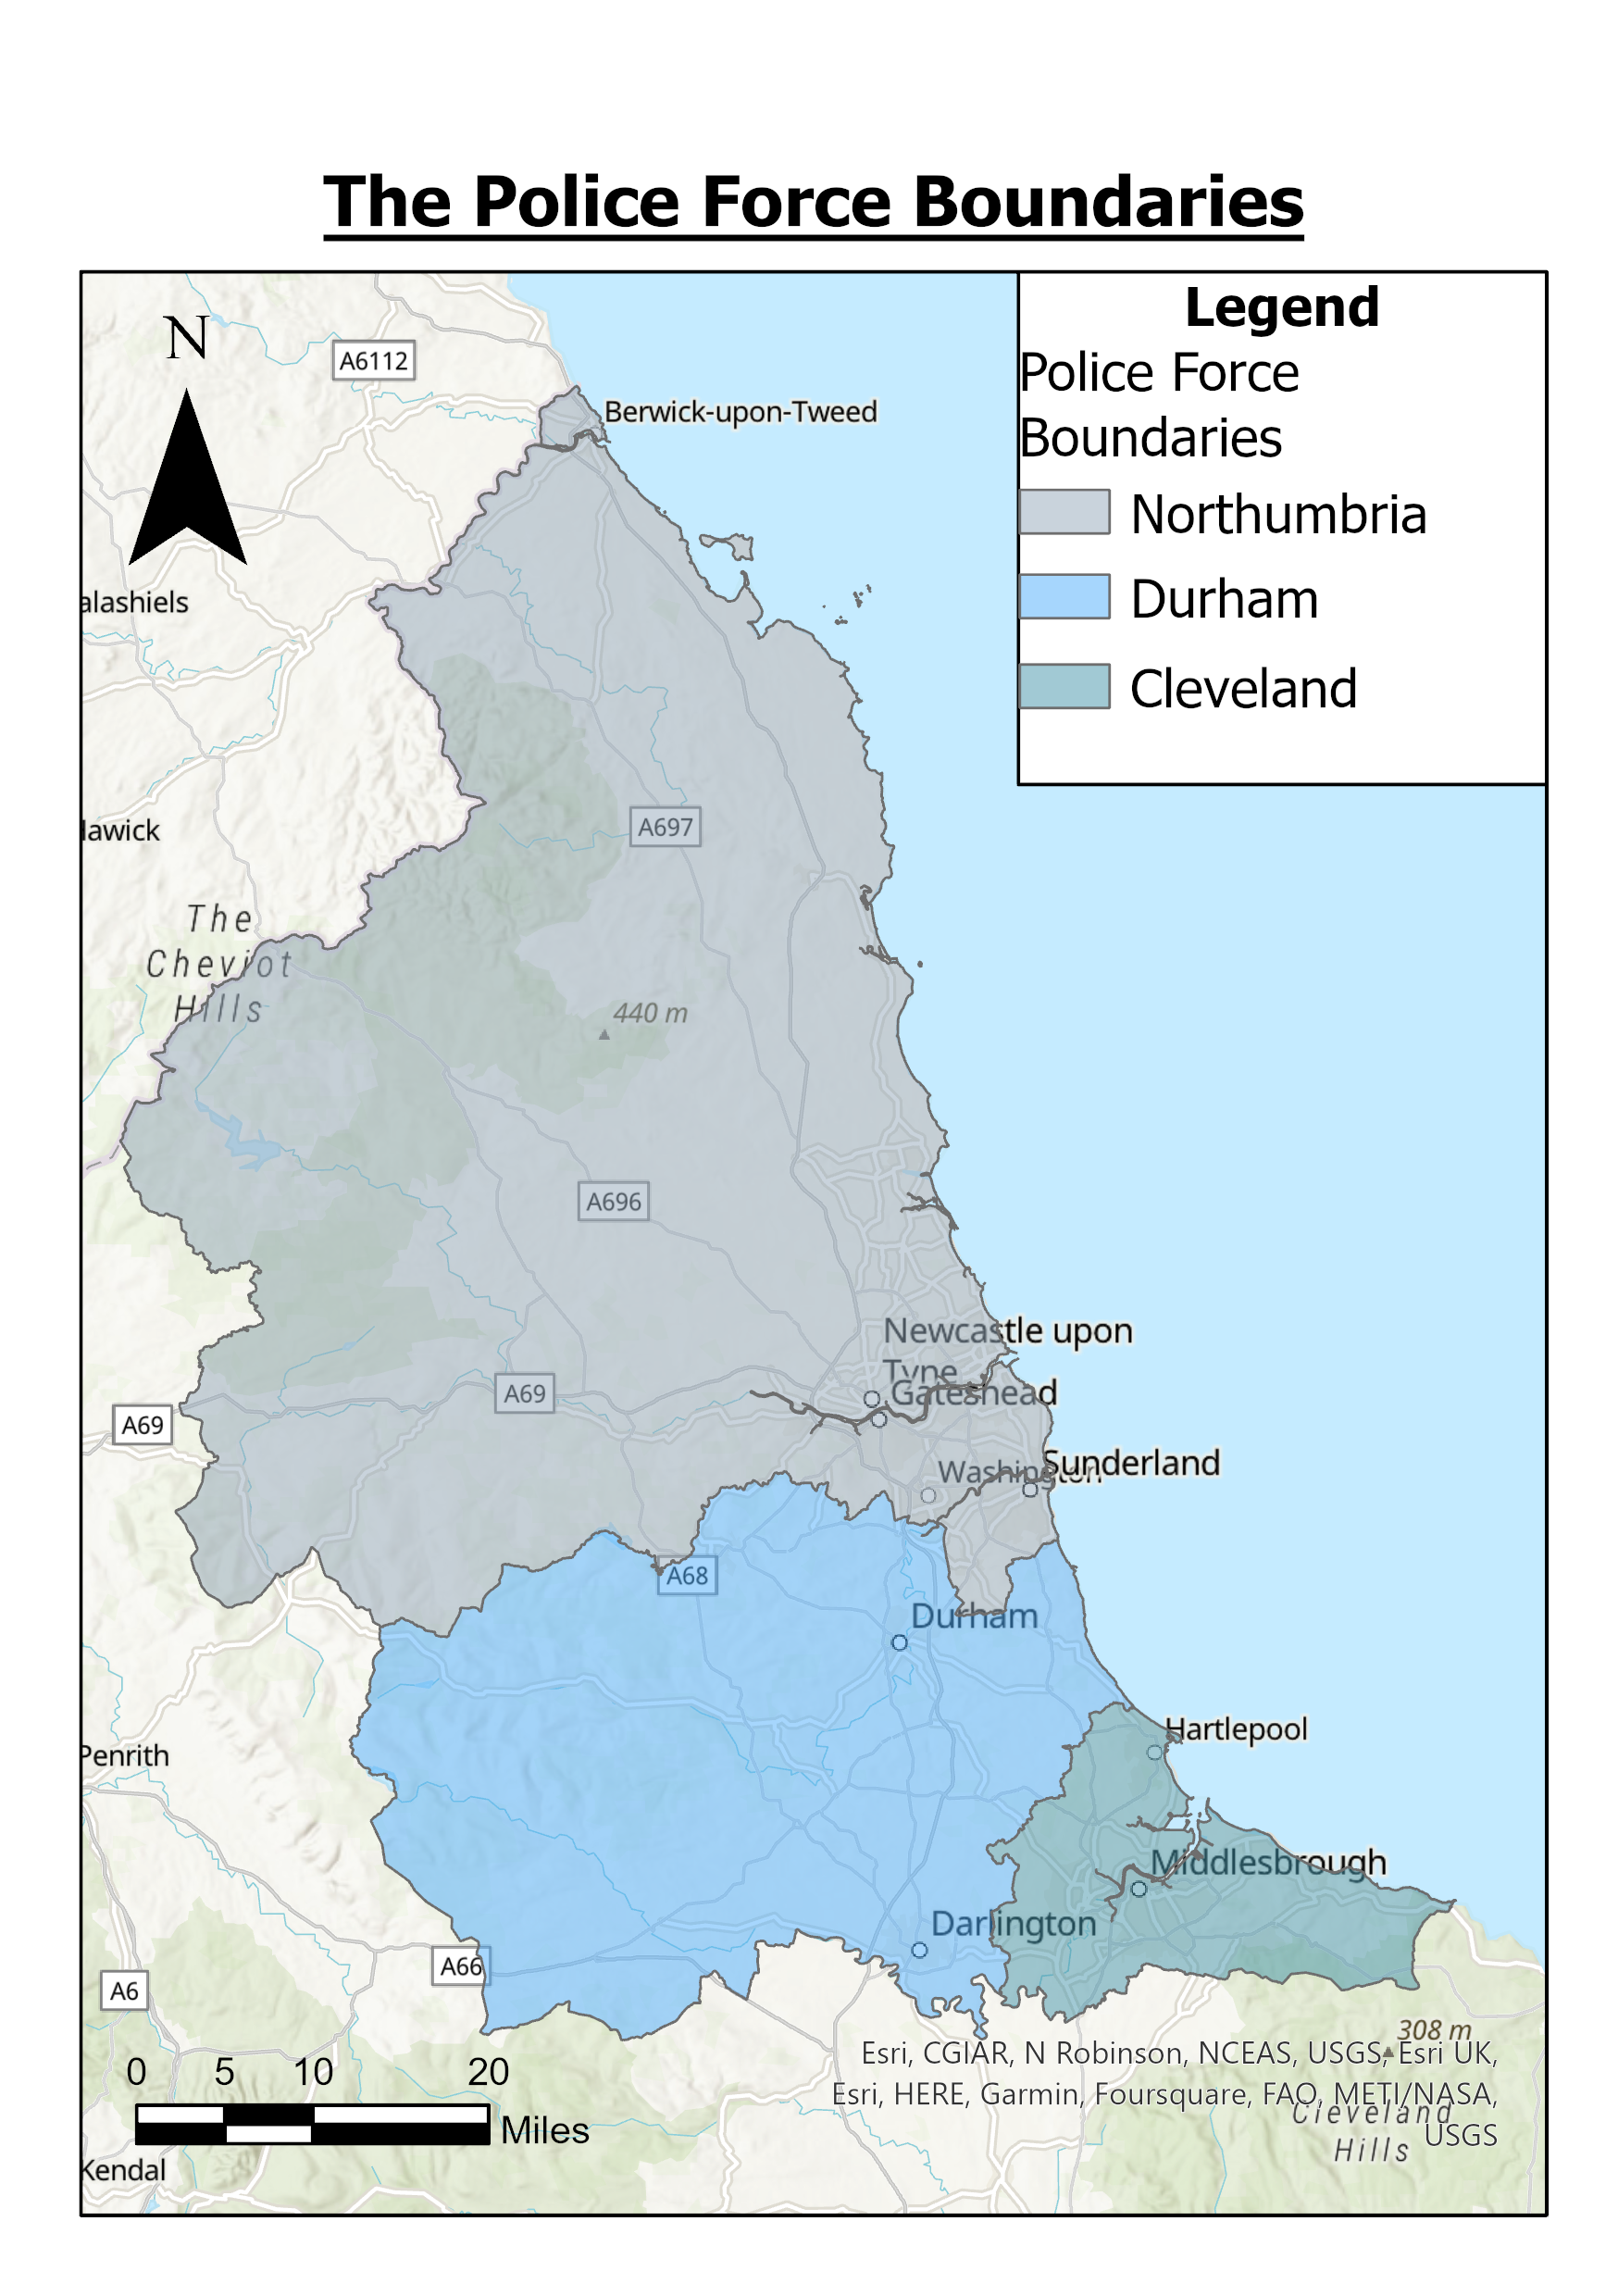 The Police Force Boundaries
Legend
Police Force
Boundaries
Northumbria
Durham
Cleveland
N
A6112
Berwick-upon-Tweed
alashiels
A697
awick
The
Cheviot
Hills
440 m
A696
Newcastle upon
Tyne
Gateshead
A69
A69
Sunderland
Washington
A68
Durham
Hartlepool
Penrith
Middlesbrough
Darlington
A66
A6
308 m
Esri, CGIAR, N Robinson, NCEAS, USGS, Esri UK,
Esri, HERE, Garmin, Foursquare, FAO, METI/NASA,
USGS
Cleveland
Hills
0 5 10 20
Miles
Kendal